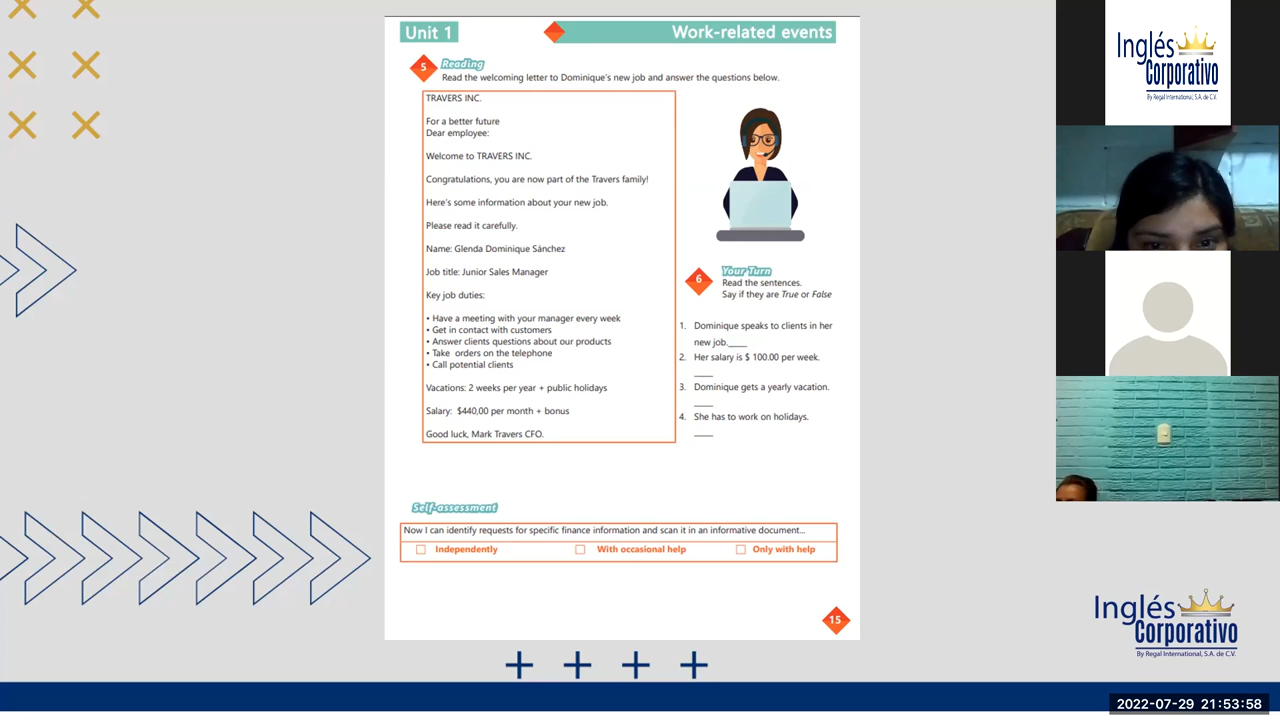 Unit 1
Work-related events
5
Reading
Read the welcoming letter to Dominique's new job and answer the questions below.
TRAVERS INC.
For a better future
Dear employee:
Welcome to TRAVERS INC.
Congratulations, you are now part of the Travers family!
Here's some information about your new job.
Please read it carefully.
Name: Glenda Dominique Sánchez
Job title: Junior Sales Manager
Key job duties:
• Have a meeting with your manager every week
• Get in contact with customers
• Answer clients questions about our products
• Take orders on the telephone
• Call potential clients
Vacations: 2 weeks per year + public holidays
Salary: $440,00 per month + bonus
Good luck, Mark Travers CFO.
6
Your Turn
Read the sentences.
Say if they are True or False
1. Dominique speaks to clients in her
new job.____
2. Her salary is $ 100.00 per week.
____
3. Dominique gets a yearly vacation.
____
4. She has to work on holidays.
____
Self-assessment
Now I can identify requests for specific finance information and scan it in an informative document...
Independently
With occasional help
Only with help
15
Inglés
Corporativo
By Regal International, S.A. de C.V.
Inglés
Corporativo
By Regal International, S.A. de C.V.
2022-07-29 21:53:58